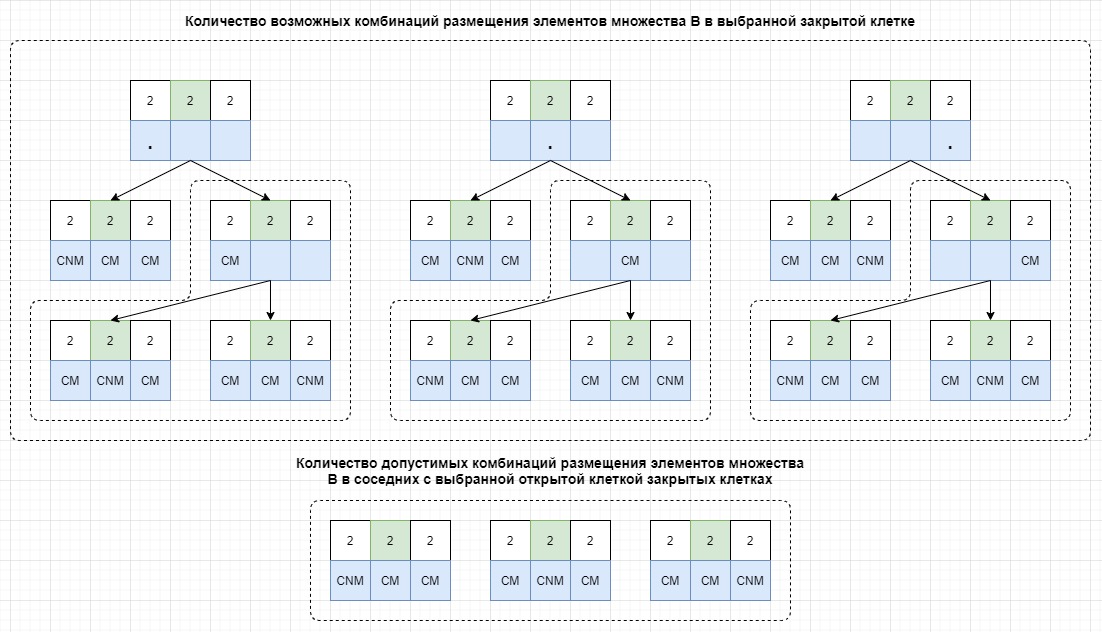 Количество возможных комбинаций размещения элементов множества B в выбранной закрытой клетке
2 2 2
.
2 2 2
.
2 2 2
.
2 2 2
CNM CM CM
2 2 2
CM
2 2 2
CM CNM CM
2 2 2
CM
2 2 2
CM CM CNM
2 2 2
CM
2 2 2
CM CNM CM
2 2 2
CM CM CNM
2 2 2
CNM CM CM
2 2 2
CM CM CNM
2 2 2
CNM CM CM
2 2 2
CM CNM CM
Количество допустимых комбинаций размещения элементов множества
B в соседних с выбранной открытой клеткой закрытых клетках
2 2 2
CNM CM CM
2 2 2
CM CNM CM
2 2 2
CM CM CNM